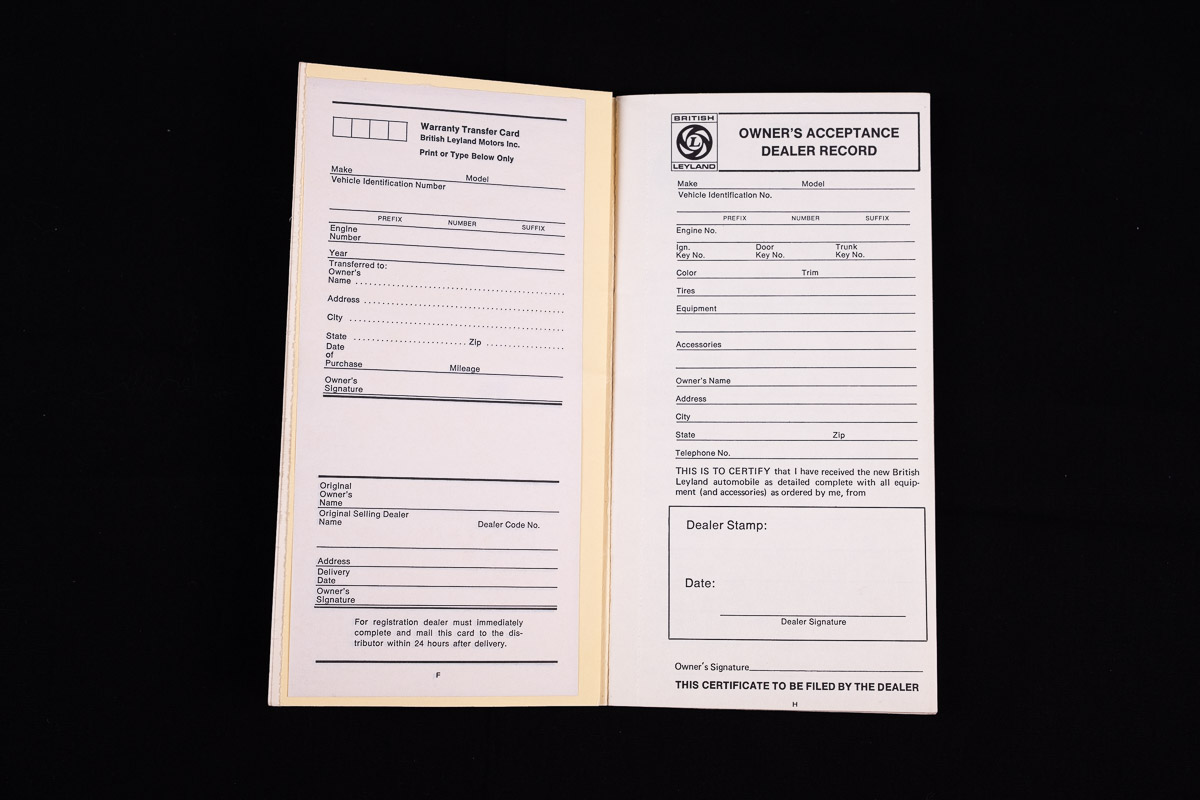 Warranty Transfer Card
British Leyland Motors Inc.
Print or Type Below Only
Make Model
Vehicle Identification Number
PREFIX NUMBER SUFFIX
Engine
Number
Year
Transferred to:
Owner's
Name
Address
City
State Zip
Date
of
Purchase Mileage
Owner's
Signature
Original
Owner's
Name
Original Selling Dealer
Name Dealer Code No.
Address
Delivery
Date
Owner's
Signature
For registration dealer must immediately
complete and mail this card to the dis-
tributor within 24 hours after delivery.
F
BRITISH
L
LEYLAND
OWNER'S ACCEPTANCE
DEALER RECORD
Make Model
Vehicle Identification No.
PREFIX NUMBER SUFFIX
Engine No.
Ign. Door Trunk
Key No. Key No. Key No.
Color Trim
Tires
Equipment
Accessories
Owner's Name
Address
City
State Zip
Telephone No.
THIS IS TO CERTIFY that I have received the new British
Leyland automobile as detailed complete with all equip-
ment (and accessories) as ordered by me, from
Dealer Stamp:
Date:
Dealer Signature
Owner's Signature
THIS CERTIFICATE TO BE FILED BY THE DEALER
H